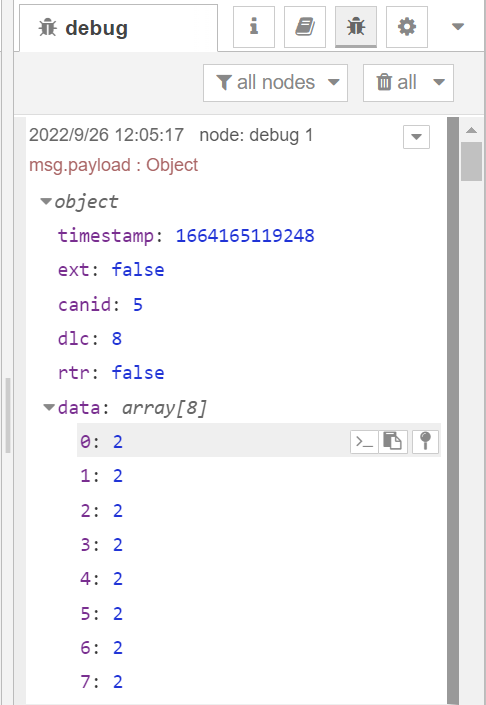 debug
all nodes
all
2022/9/26 12:05:17 node: debug 1
msg.payload : Object
object
timestamp: 1664165119248
ext: false
canid: 5
dlc: 8
rtr: false
data: array[8]
0: 2
1: 2
2: 2
3: 2
4: 2
5: 2
6: 2
7: 2